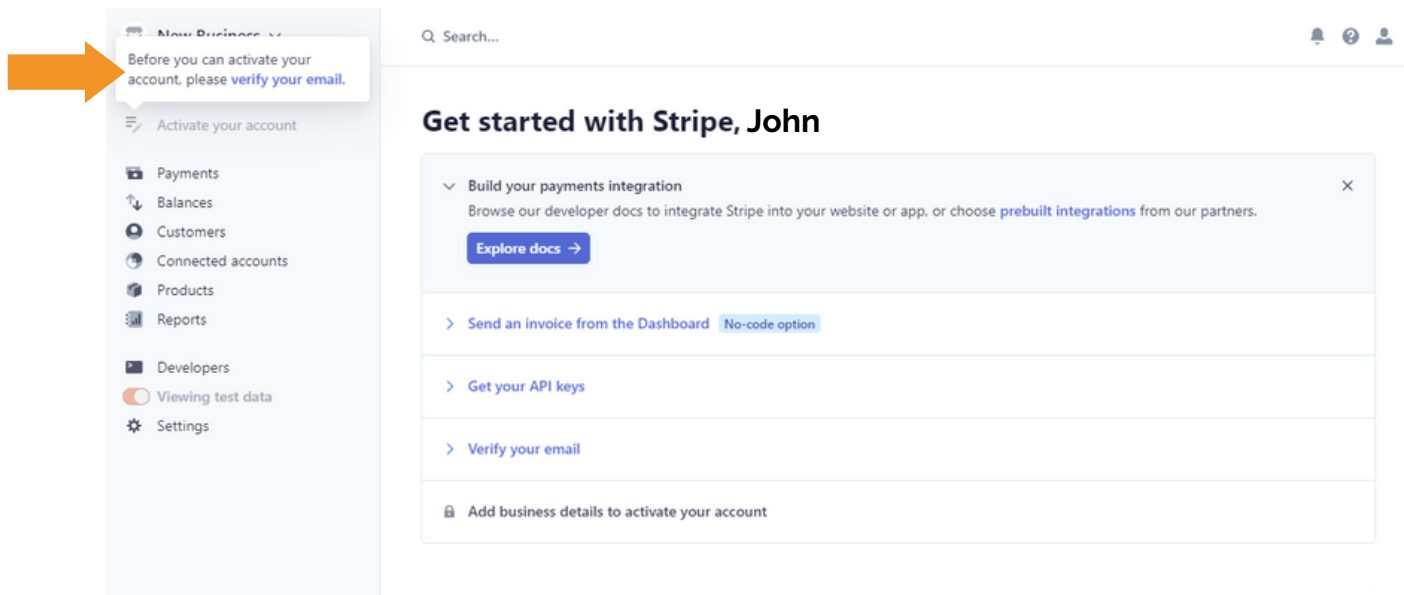 New Business
Search...
Before you can activate your
account, please verify your email.
Activate your account
Get started with Stripe, John
Payments
Balances
Customers
Connected accounts
Products
Reports
Developers
Viewing test data
Settings
Build your payments integration
Browse our developer docs to integrate Stripe into your website or app, or choose prebuilt integrations from our partners.
Explore docs →
Send an invoice from the Dashboard No-code option
Get your API keys
Verify your email
Add business details to activate your account